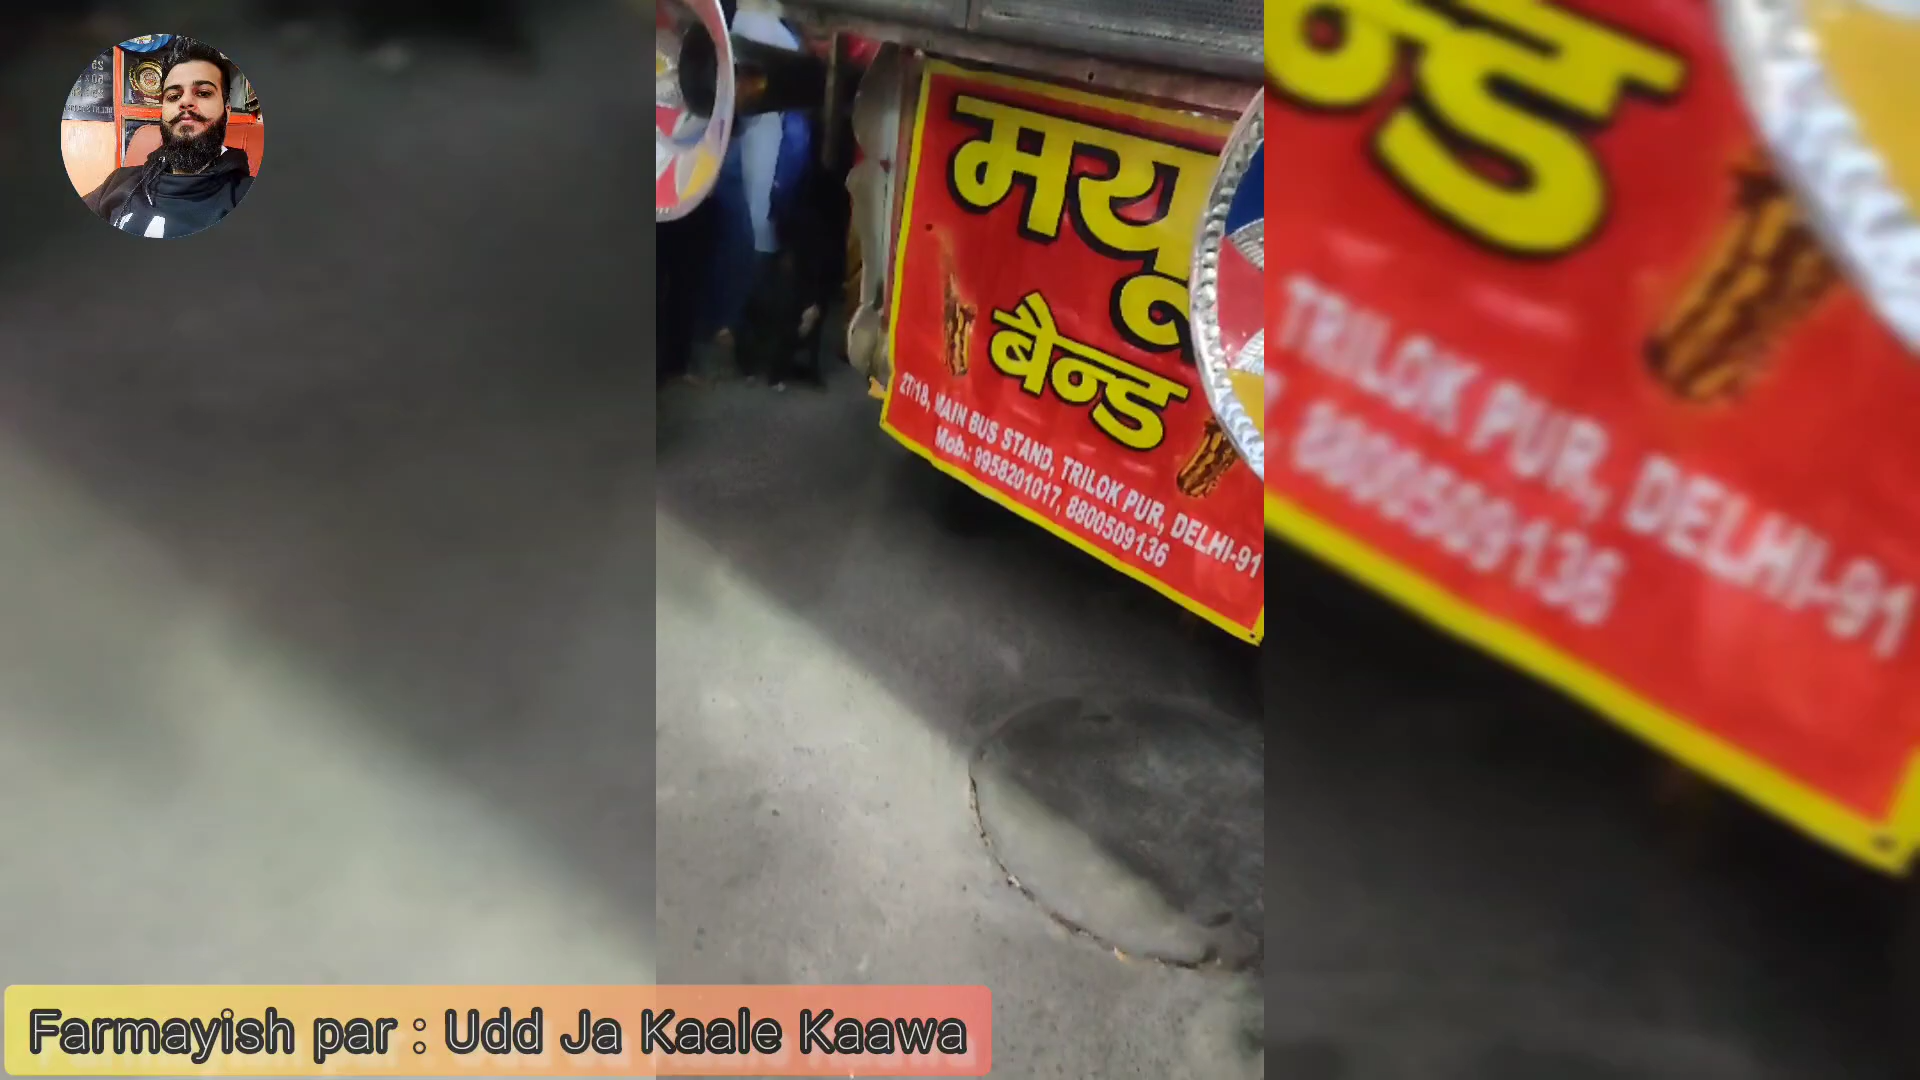 मयू
बैन्ड
27/18, MAIN BUS STAND, TRILOK PUR, DELHI-91
Mob.: 9958201017, 8800509136
न्ड
TRILOK PUR, DELHI-91
8800509136
Farmayish par : Udd Ja Kaale Kaawa